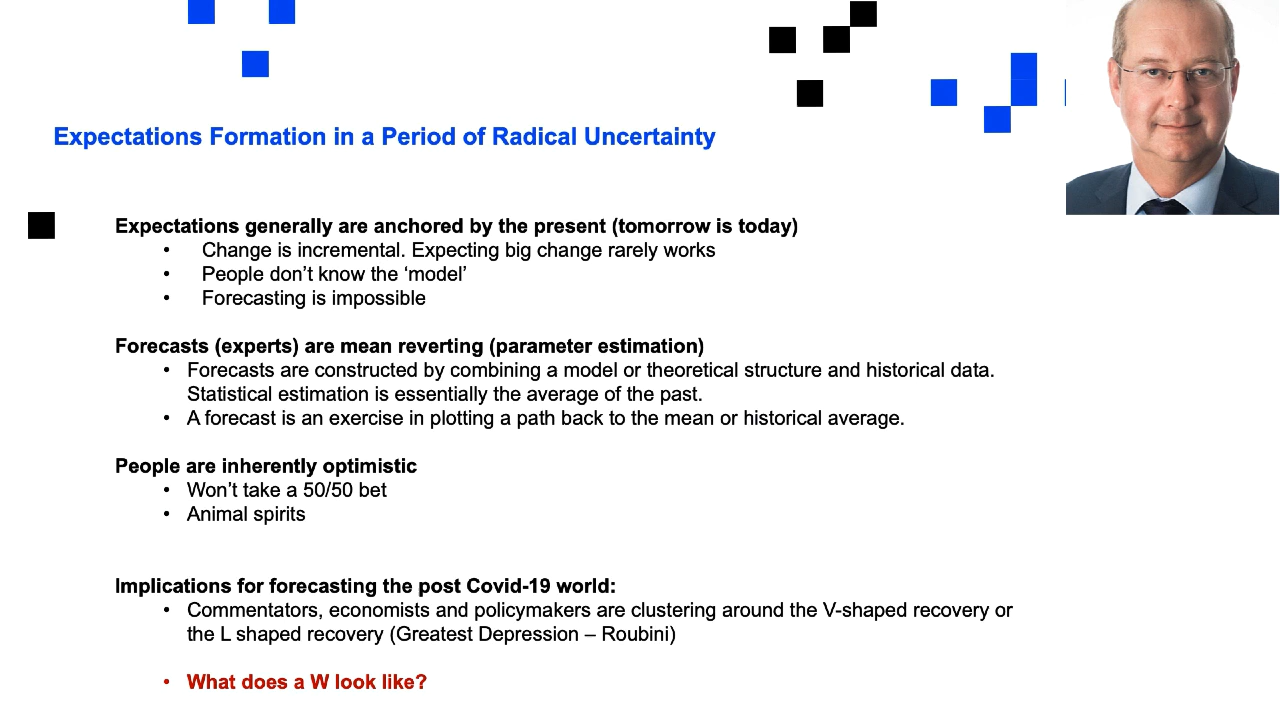 Expectations Formation in a Period of Radical Uncertainty
Expectations generally are anchored by the present (tomorrow is today)
• Change is incremental. Expecting big change rarely works
• People don’t know the ‘model’
• Forecasting is impossible
Forecasts (experts) are mean reverting (parameter estimation)
• Forecasts are constructed by combining a model or theoretical structure and historical data.
Statistical estimation is essentially the average of the past.
• A forecast is an exercise in plotting a path back to the mean or historical average.
People are inherently optimistic
• Won’t take a 50/50 bet
• Animal spirits
Implications for forecasting the post Covid-19 world:
• Commentators, economists and policymakers are clustering around the V-shaped recovery or
the L shaped recovery (Greatest Depression – Roubini)
• What does a W look like?